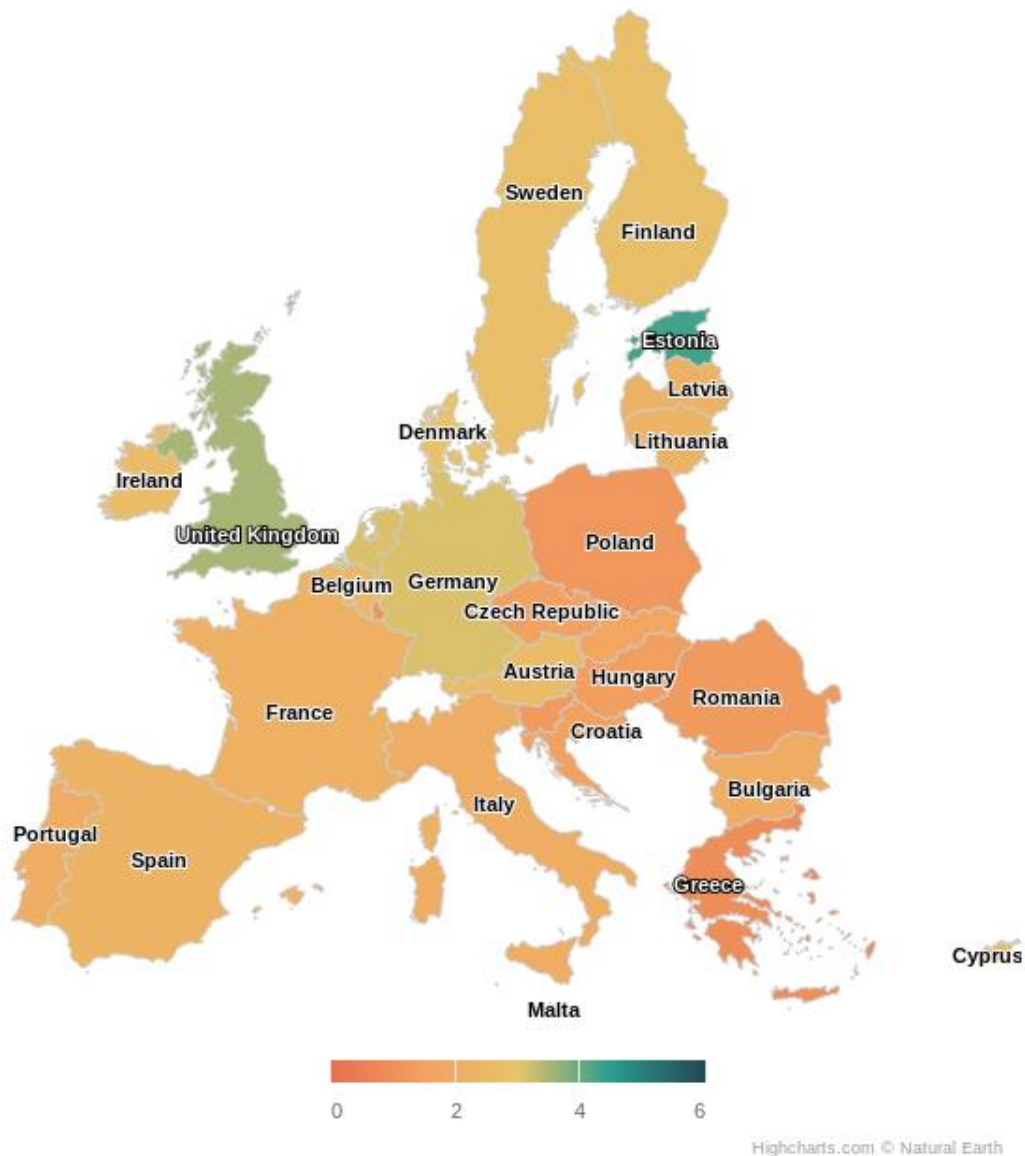 Sweden
Finland
Estonia
Latvia
Denmark
Lithuania
Ireland
United Kingdom
Poland
Belgium
Germany
Czech Republic
Austria
Hungary
Romania
France
Croatia
Bulgaria
Italy
Portugal
Spain
Greece
Cyprus
Malta
0 2 4 6
Highcharts.com © Natural Earth